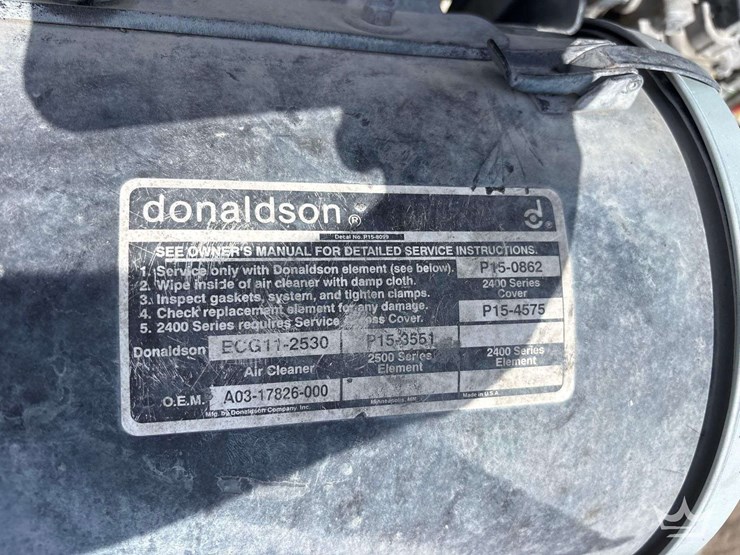 donaldson ®
Decal No. P15-8099
SEE OWNER'S MANUAL FOR DETAILED SERVICE INSTRUCTIONS.
1. Service only with Donaldson element (see below).
2. Wipe inside of air cleaner with damp cloth.
3. Inspect gaskets, system, and tighten clamps.
4. Check replacement element for any damage.
5. 2400 Series requires Service Access Cover.
P15-0862
2400 Series
Cover
P15-4575
Donaldson ECG11-2530 P15-3551
Air Cleaner
2500 Series
Element
2400 Series
Element
O.E.M. A03-17826-000
Mfg. by Donaldson Company, Inc. Minneapolis, MN Made in U.S.A.